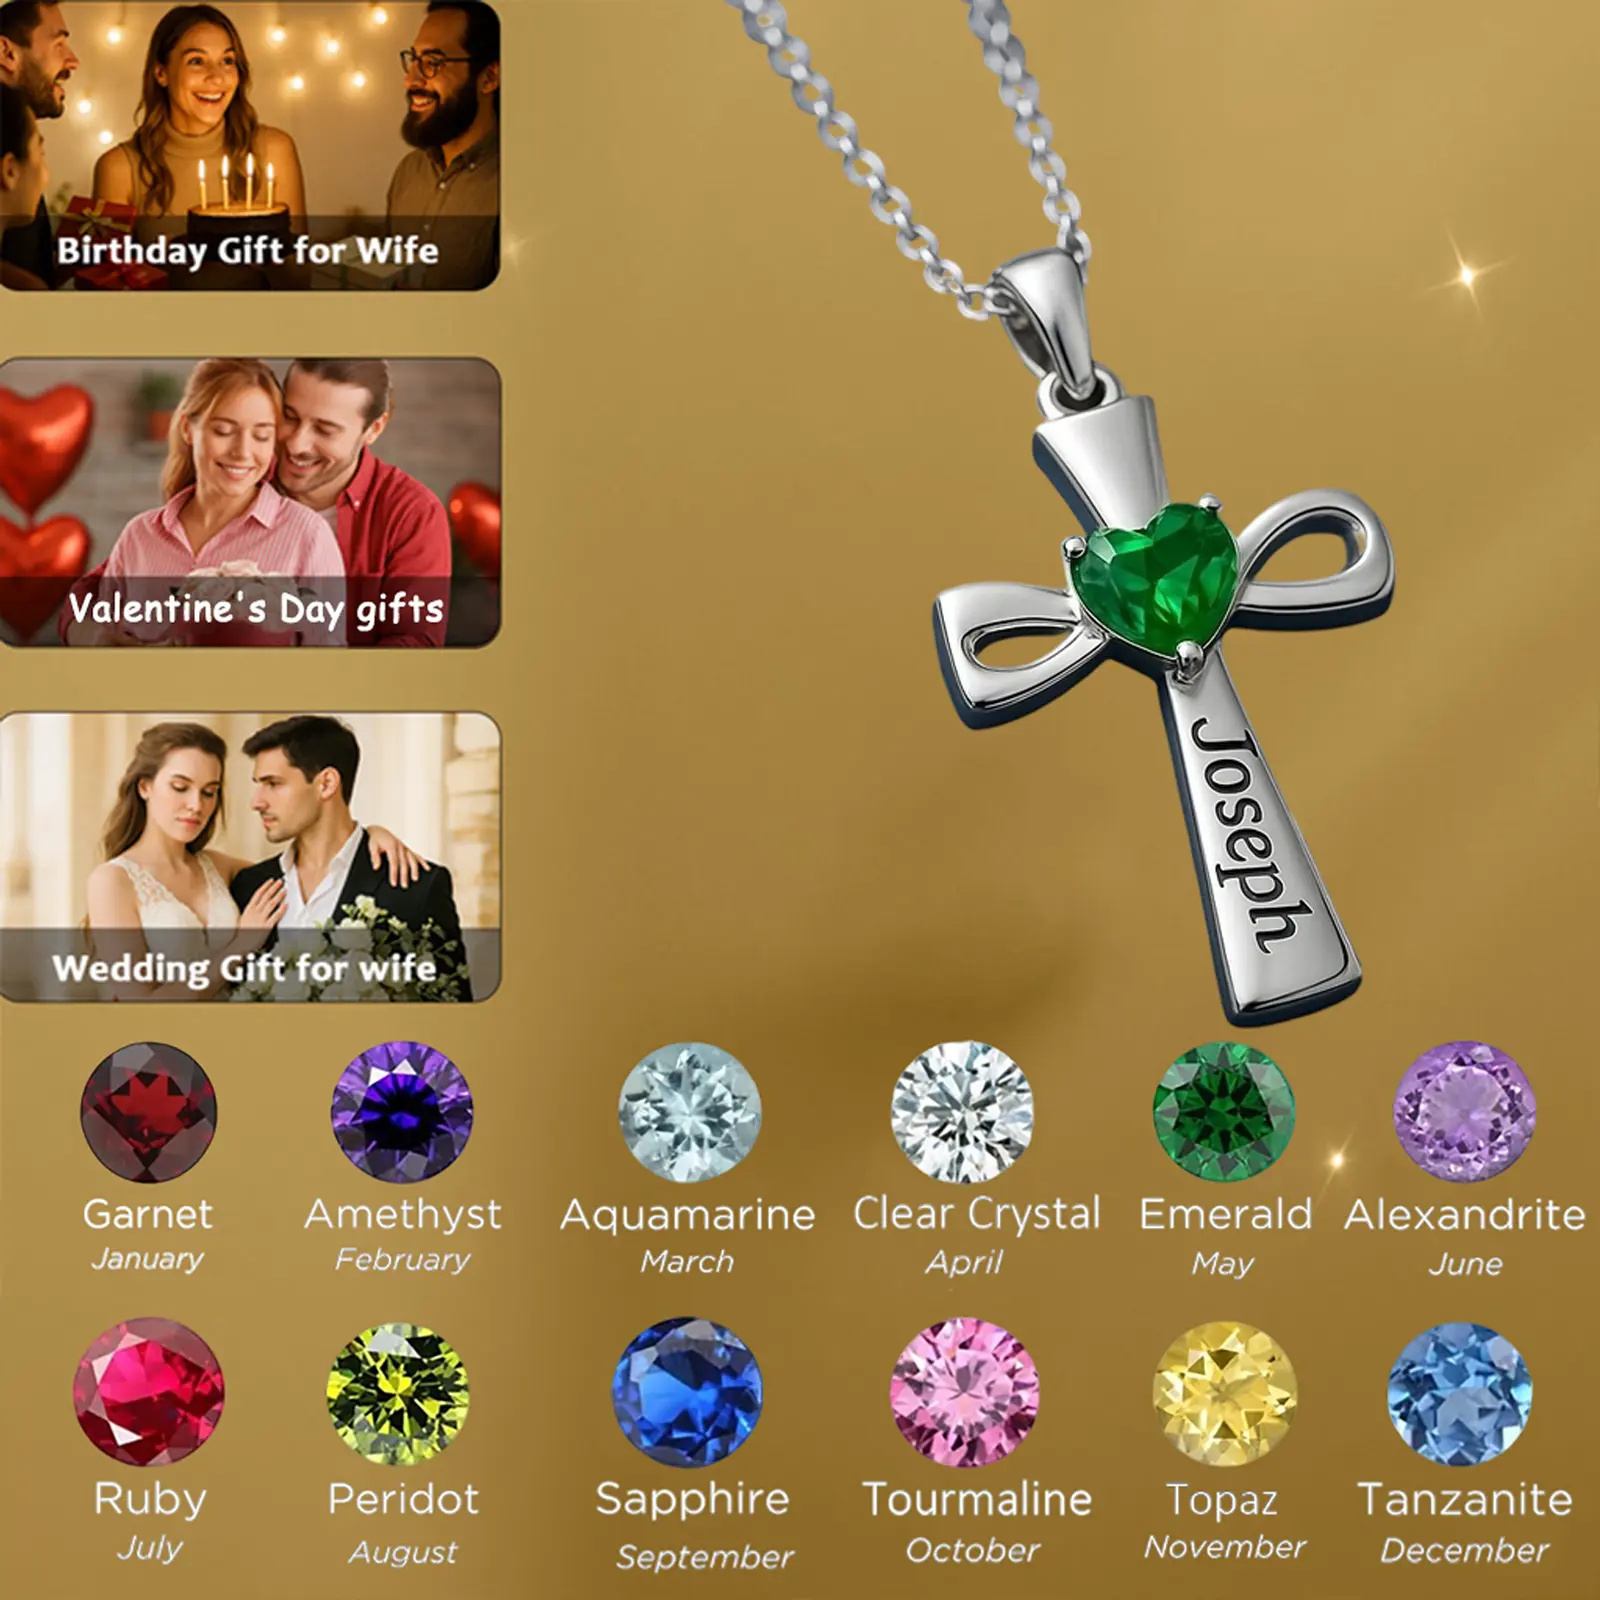 Birthday Gift for Wife
Valentine's Day gifts
Wedding Gift for wife
Joseph
Garnet
January
Amethyst
February
Aquamarine
March
Clear Crystal
April
Emerald
May
Alexandrite
June
Ruby
July
Peridot
August
Sapphire
September
Tourmaline
October
Topaz
November
Tanzanite
December